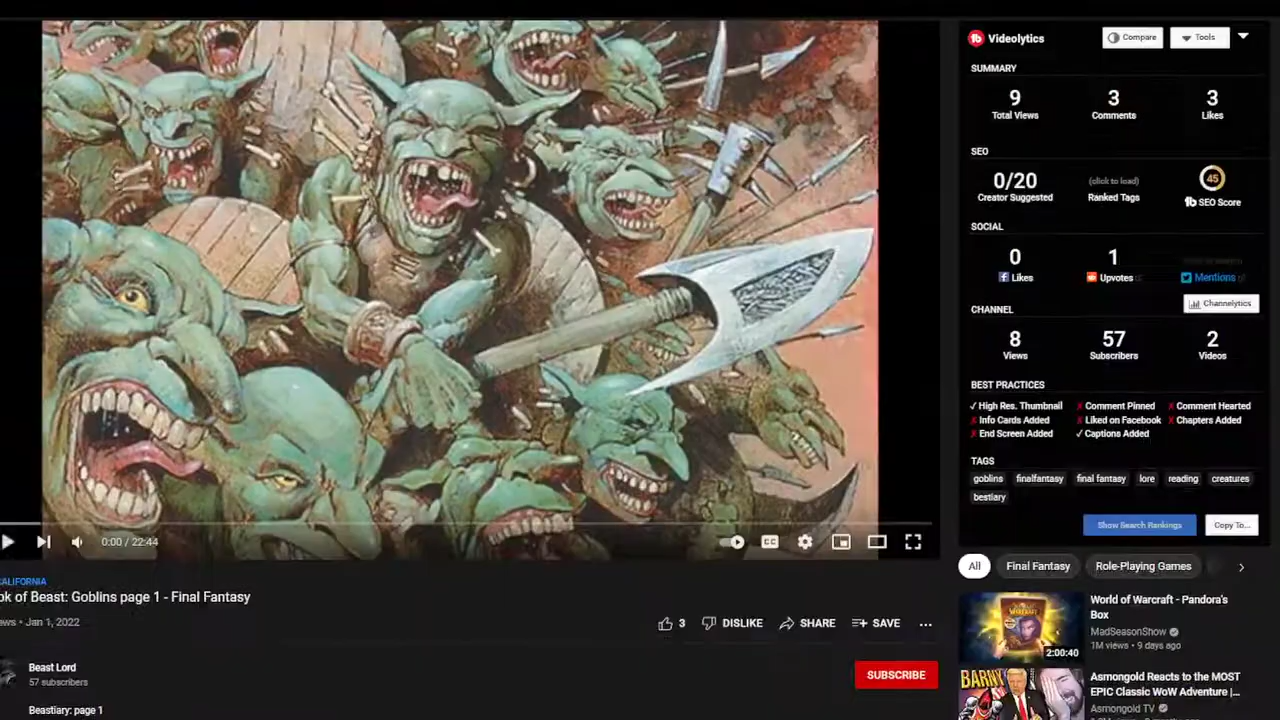 Videolytics
Compare
Tools
SUMMARY
9
3
3
Total Views
Comments
Likes
SEO
0/20
(click to load)
45
Creator Suggested
Ranked Tags
SEO Score
SOCIAL
0
1
Likes
Upvotes
Mentions
Channelytics
CHANNEL
8
57
2
Views
Subscribers
Videos
BEST PRACTICES
✓ High Res. Thumbnail
✗ Comment Pinned
✗ Comment Hearted
✗ Info Cards Added
✗ Liked on Facebook
✗ Chapters Added
✗ End Screen Added
✓ Captions Added
TAGS
goblins
finalfantasy
final fantasy
lore
reading
creatures
bestiary
Show Search Rankings
Copy To...
0:00 / 22:44
CC
ALIFORNIA
ok of Beast: Goblins page 1 - Final Fantasy
ews • Jan 1, 2022
3
DISLIKE
SHARE
SAVE
Beast Lord
57 subscribers
SUBSCRIBE
Bestiary: page 1
All
Final Fantasy
Role-Playing Games
World of Warcraft - Pandora's
Box
MadSeasonShow
1M views • 9 days ago
2:00:40
BARNY
Asmongold Reacts to the MOST
EPIC Classic WoW Adventure |...
Asmongold TV